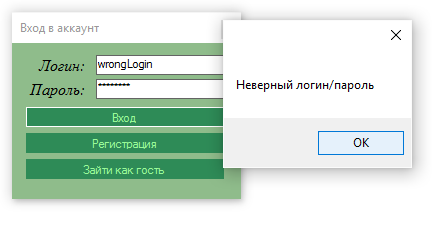 Вход в аккаунт
Логин: wrongLogin
Пароль: ********
Вход
Регистрация
Зайти как гость
Неверный логин/пароль
OK